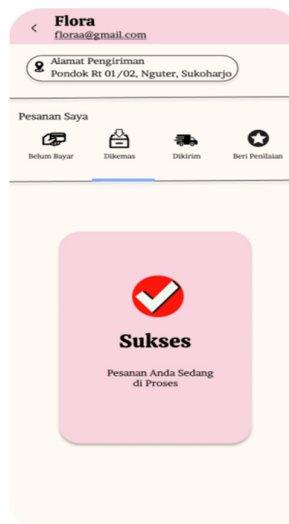 Flora
floraa@gmail.com
Alamat Pengiriman
Pondok Rt 01/02, Nguter, Sukoharjo
Pesanan Saya
Belum Bayar Dikemas Dikirim Beri Penilaian
Sukses
Pesanan Anda Sedang
di Proses